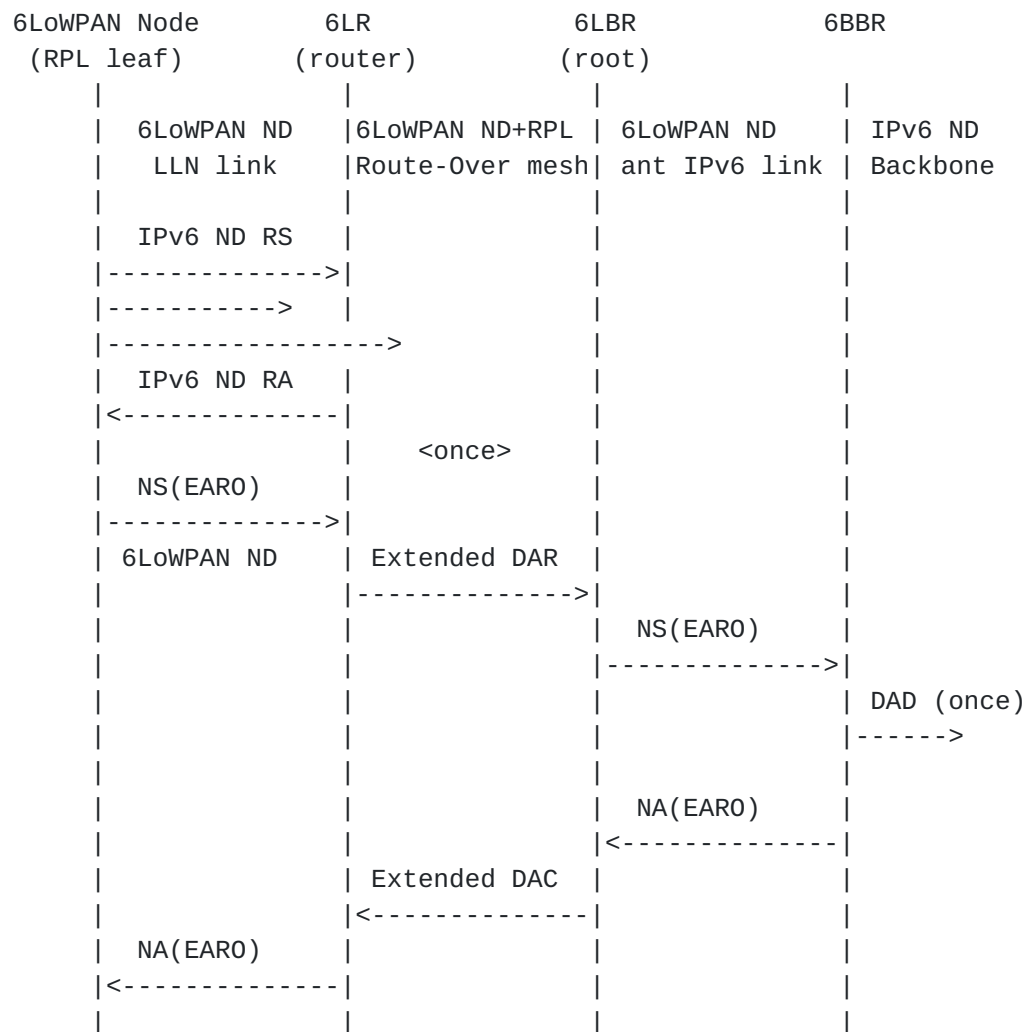 6LoWPAN Node 6LR 6LBR 6BBR
(RPL leaf) (router) (root)
6LoWPAN ND 6LoWPAN ND+RPL 6LoWPAN ND IPv6 ND
LLN link Route-Over mesh ant IPv6 link Backbone
IPv6 ND RS
IPv6 ND RA
<once>
NS(EARO)
6LoWPAN ND Extended DAR
NS(EARO)
DAD (once)
NA(EARO)
Extended DAC
NA(EARO)